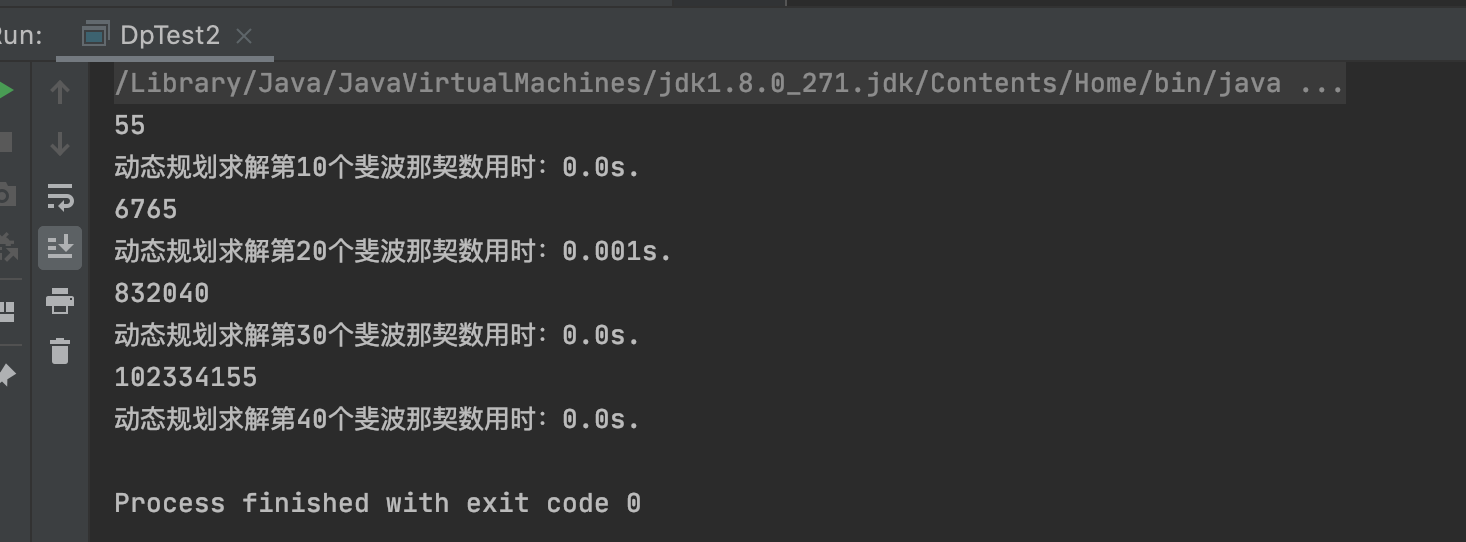 Run:
DpTest2
/Library/Java/JavaVirtualMachines/jdk1.8.0_271.jdk/Contents/Home/bin/java ...
55
动态规划求解第10个斐波那契数用时：0.0s.
6765
动态规划求解第20个斐波那契数用时：0.001s.
832040
动态规划求解第30个斐波那契数用时：0.0s.
102334155
动态规划求解第40个斐波那契数用时：0.0s.
Process finished with exit code 0